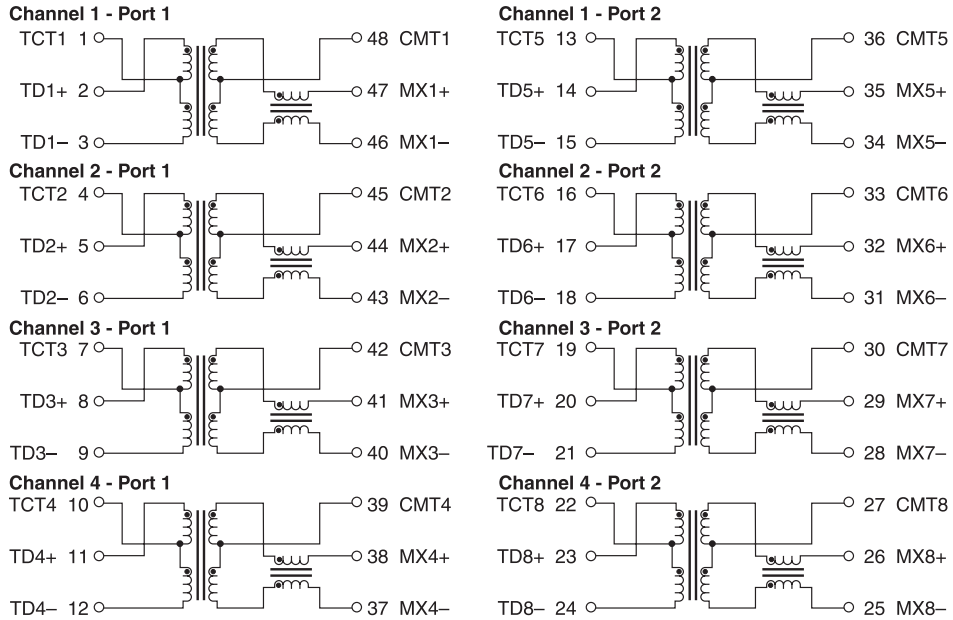 Channel 1 - Port 1
TCT1 1 48 CMT1
TD1+ 2 47 MX1+
TD1– 3 46 MX1–
Channel 2 - Port 1
TCT2 4 45 CMT2
TD2+ 5 44 MX2+
TD2– 6 43 MX2–
Channel 3 - Port 1
TCT3 7 42 CMT3
TD3+ 8 41 MX3+
TD3– 9 40 MX3–
Channel 4 - Port 1
TCT4 10 39 CMT4
TD4+ 11 38 MX4+
TD4– 12 37 MX4–
Channel 1 - Port 2
TCT5 13 36 CMT5
TD5+ 14 35 MX5+
TD5– 15 34 MX5–
Channel 2 - Port 2
TCT6 16 33 CMT6
TD6+ 17 32 MX6+
TD6– 18 31 MX6–
Channel 3 - Port 2
TCT7 19 30 CMT7
TD7+ 20 29 MX7+
TD7– 21 28 MX7–
Channel 4 - Port 2
TCT8 22 27 CMT8
TD8+ 23 26 MX8+
TD8– 24 25 MX8–